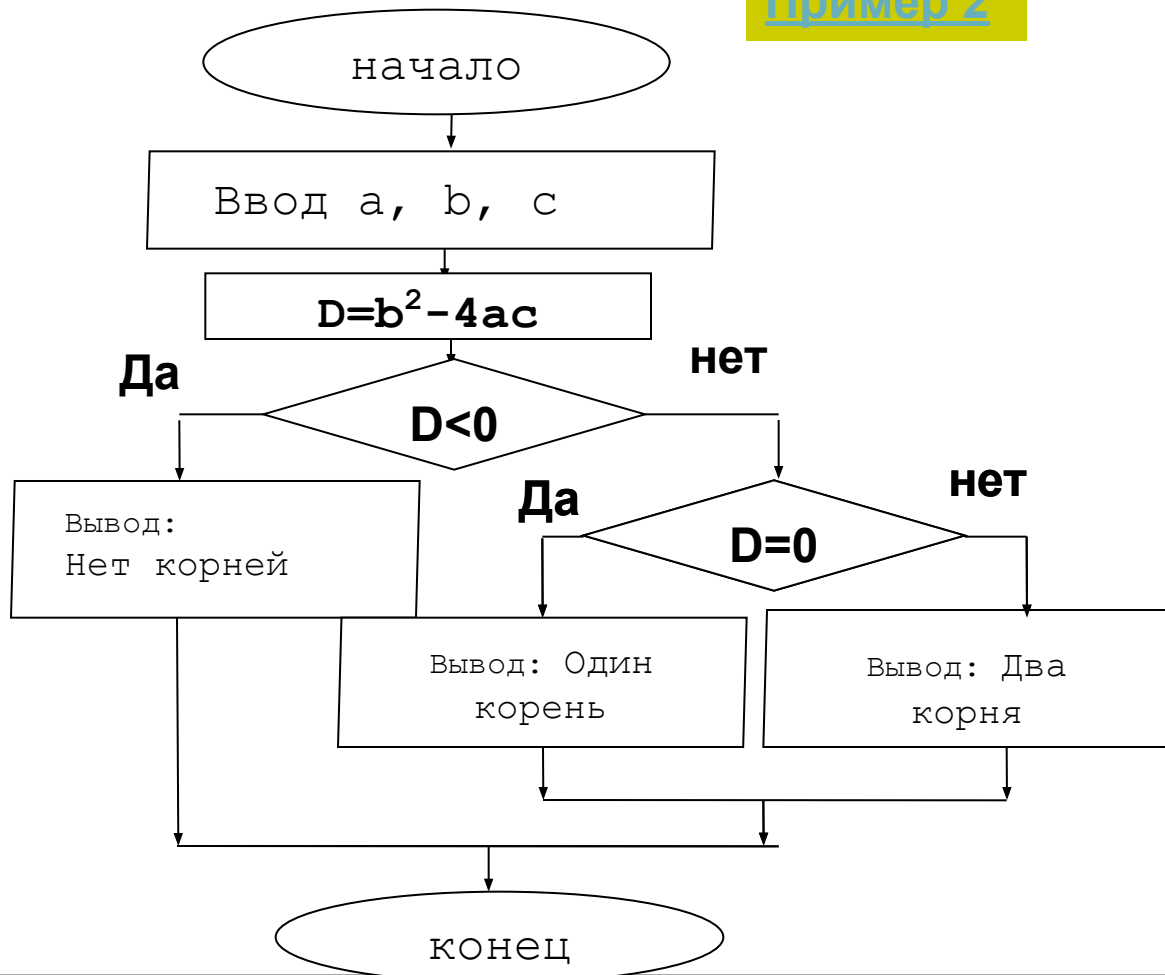 Пример 2
начало
Ввод a, b, c
D=b²-4ac
Да
нет
D<0
Да
нет
D=0
Вывод:
Нет корней
Вывод: Один
корень
Вывод: Два
корня
конец